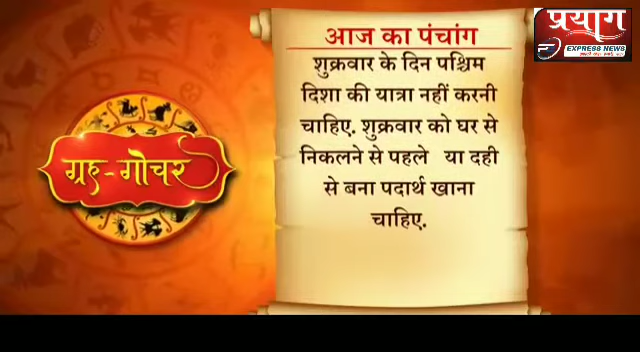 प्रयाग
EXPRESS NEWS
आज का पंचांग
शुक्रवार के दिन पश्चिम
दिशा की यात्रा नहीं करनी
चाहिए. शुक्रवार को घर से
निकलने से पहले या दही
से बना पदार्थ खाना
चाहिए.
ग्रह-गोचर